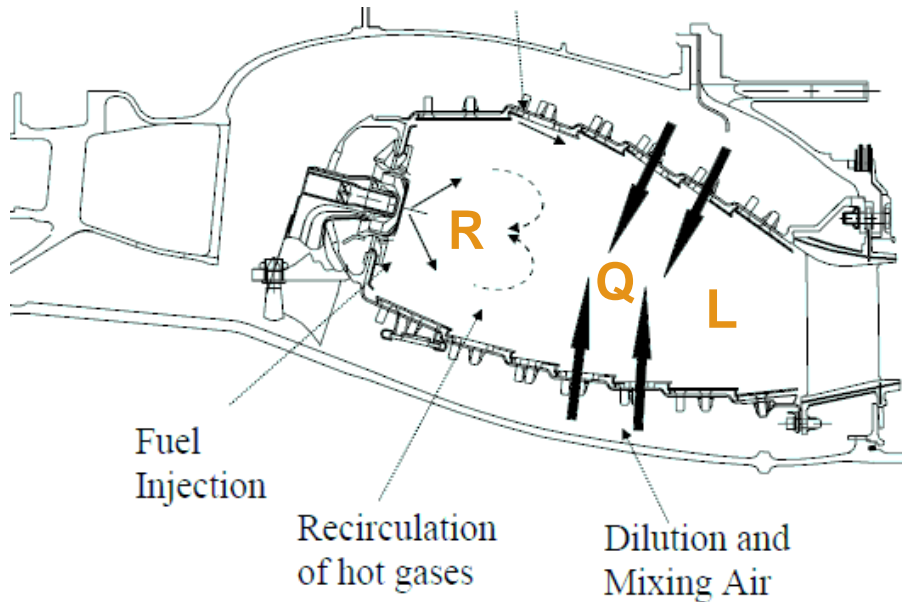 R
Q
L
Fuel
Injection
Recirculation
of hot gases
Dilution and
Mixing Air